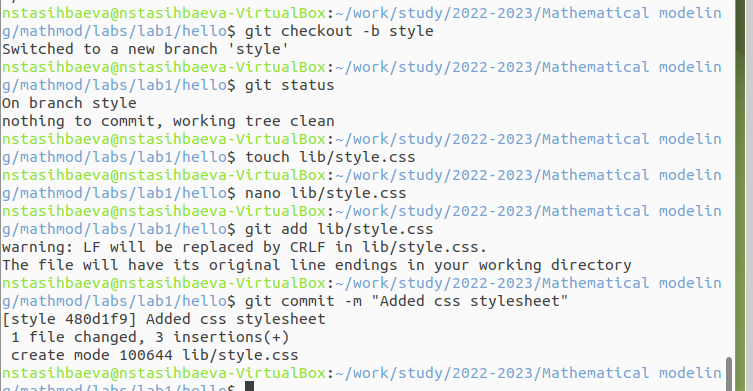 nstasihbaeva@nstasihbaeva-VirtualBox:~/work/study/2022-2023/Mathematical modelin
g/mathmod/labs/lab1/hello$ git checkout -b style
Switched to a new branch 'style'
nstasihbaeva@nstasihbaeva-VirtualBox:~/work/study/2022-2023/Mathematical modelin
g/mathmod/labs/lab1/hello$ git status
On branch style
nothing to commit, working tree clean
nstasihbaeva@nstasihbaeva-VirtualBox:~/work/study/2022-2023/Mathematical modelin
g/mathmod/labs/lab1/hello$ touch lib/style.css
nstasihbaeva@nstasihbaeva-VirtualBox:~/work/study/2022-2023/Mathematical modelin
g/mathmod/labs/lab1/hello$ nano lib/style.css
nstasihbaeva@nstasihbaeva-VirtualBox:~/work/study/2022-2023/Mathematical modelin
g/mathmod/labs/lab1/hello$ git add lib/style.css
warning: LF will be replaced by CRLF in lib/style.css.
The file will have its original line endings in your working directory
nstasihbaeva@nstasihbaeva-VirtualBox:~/work/study/2022-2023/Mathematical modelin
g/mathmod/labs/lab1/hello$ git commit -m "Added css stylesheet"
[style 480d1f9] Added css stylesheet
 1 file changed, 3 insertions(+)
 create mode 100644 lib/style.css
nstasihbaeva@nstasihbaeva-VirtualBox:~/work/study/2022-2023/Mathematical modelin
g/mathmod/labs/lab1/hello$